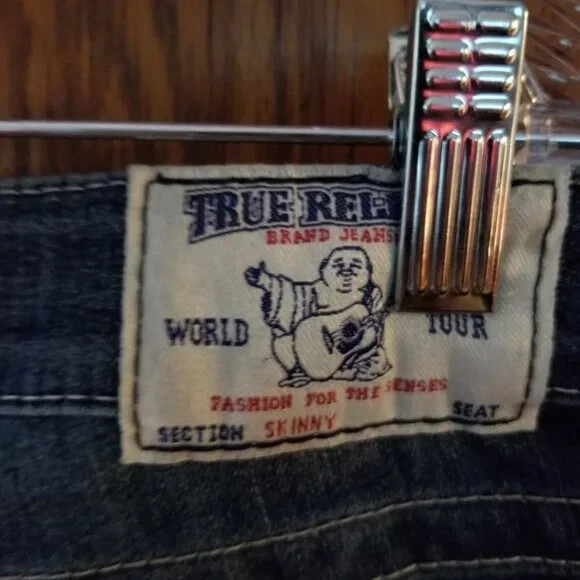 TRUE REL
BRAND JEANS
WORLD TOUR
FASHION FOR THE SENSES
SECTION SKINNY SEAT